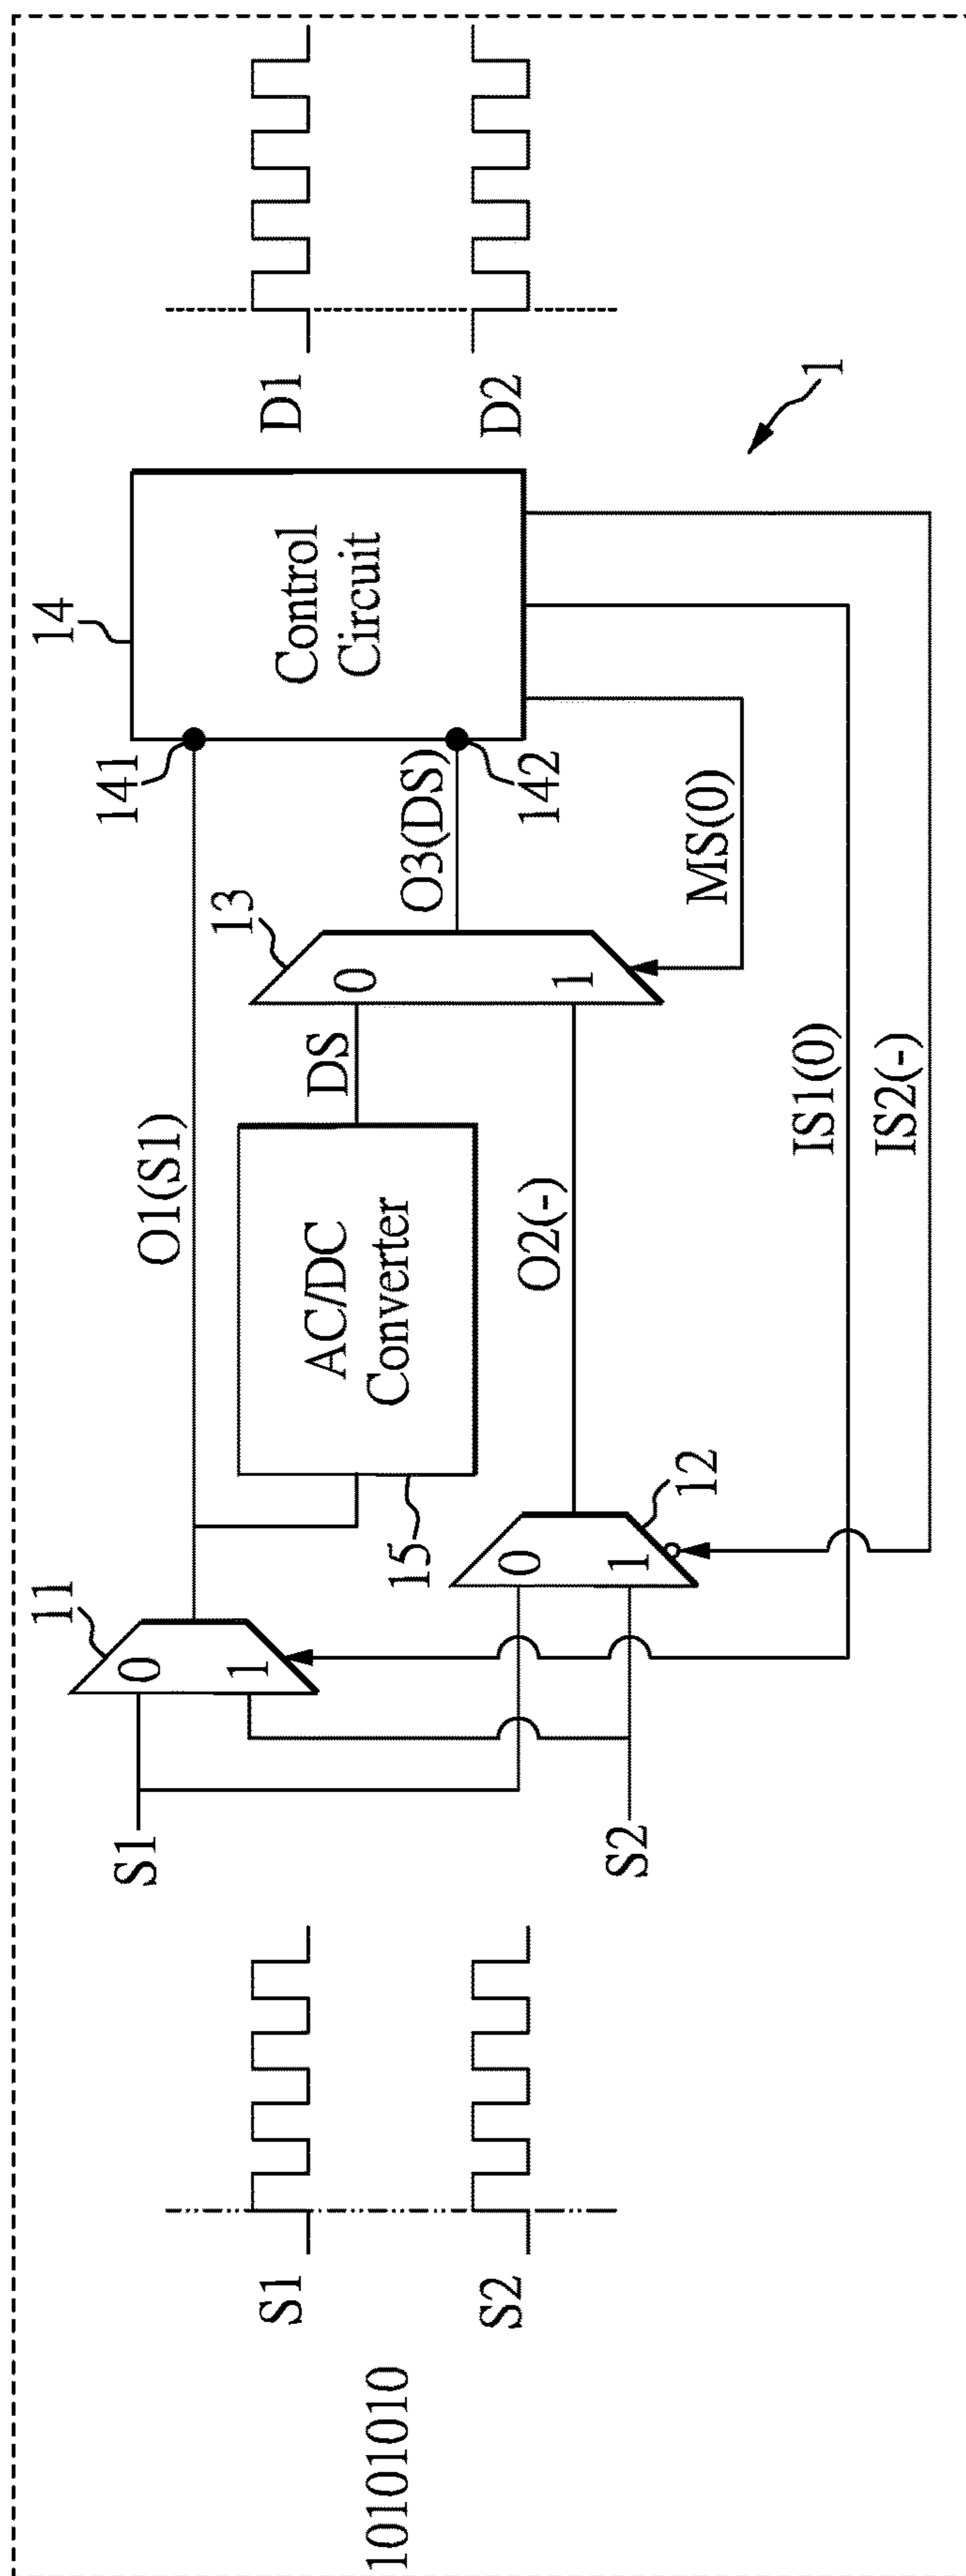 10101010
S1
S2
S1
S2
11
0
1
12
0
1
15
AC/DC
Converter
O1(S1)
DS
O2(-)
13
0
1
O3(DS)
141
142
14
Control
Circuit
MS(0)
IS1(0)
IS2(-)
D1
D2
1